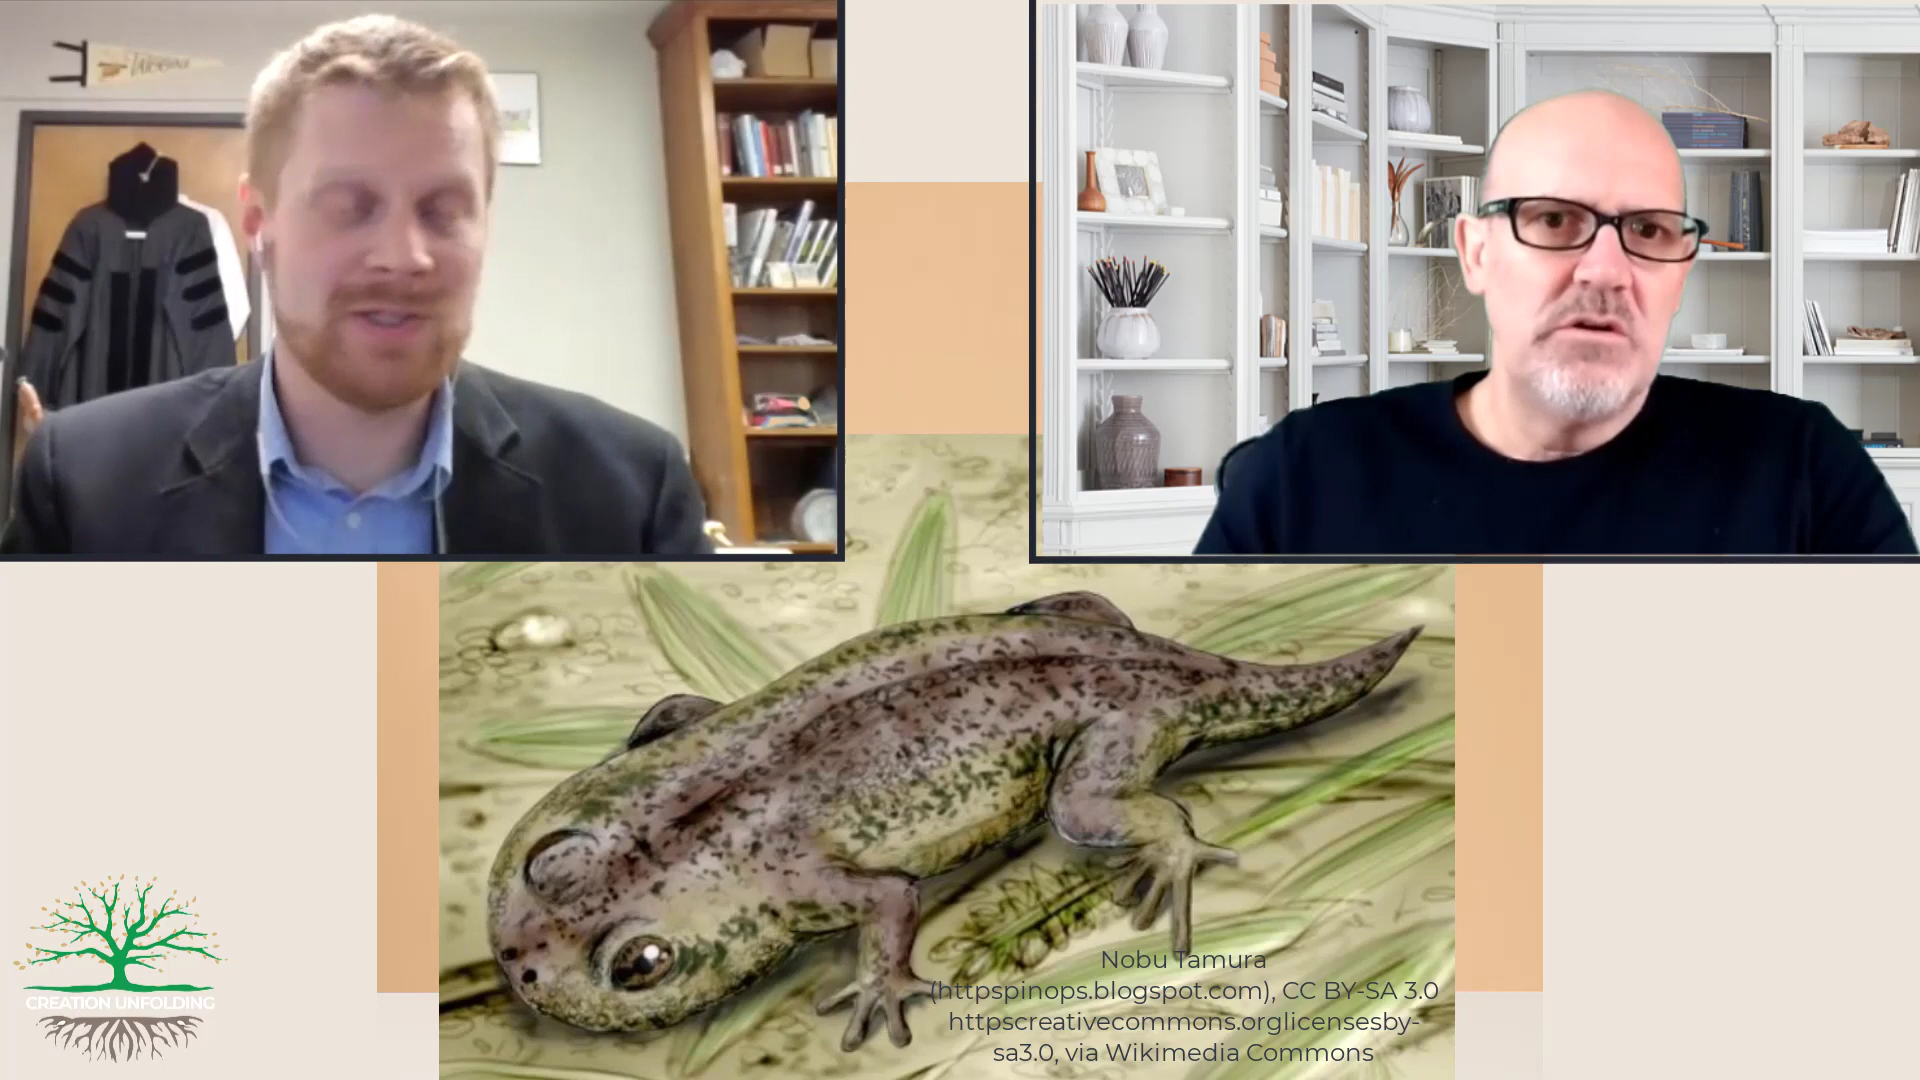 Nobu Tamura
(httpspinops.blogspot.com), CC BY-SA 3.0
httpscreativecommons.orglicensesby-
sa3.0, via Wikimedia Commons
CREATION UNFOLDING